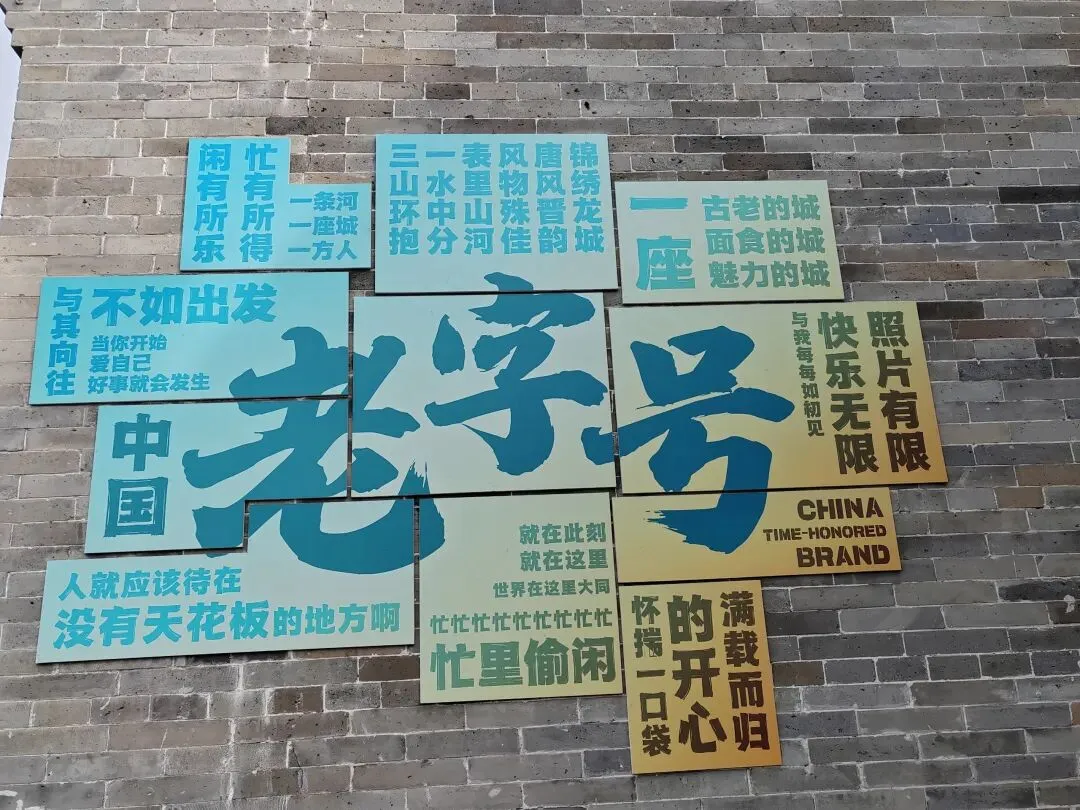 忙有所得
闲有所乐
一条河
一座城
一方人
锦绣龙城
唐风晋韵
风物殊佳
表里山河
一水中分
三山环抱
一座
古老的城
面食的城
魅力的城
与其向往
不如出发
当你开始
爱自己
好事就会发生
中国
老字号
照片有限
快乐无限
与我每每如初见
CHINA
TIME-HONORED
BRAND
人就应该待在
没有天花板的地方啊
就在此刻
就在这里
世界在这里大同
忙忙忙忙忙忙忙忙忙
忙里偷闲
满载而归
的开心
怀揣一口袋